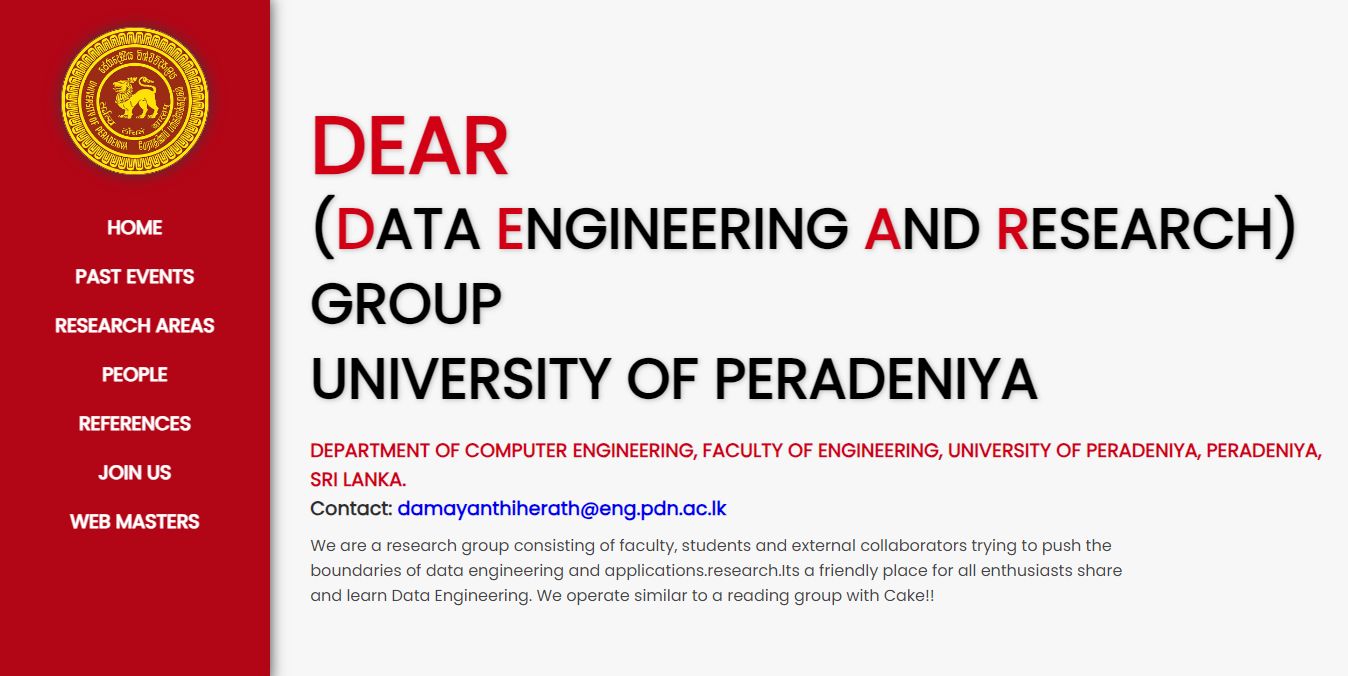 UNIVERSITY OF PERADENIYA
HOME
PAST EVENTS
RESEARCH AREAS
PEOPLE
REFERENCES
JOIN US
WEB MASTERS
DEAR
(DATA ENGINEERING AND RESEARCH)
GROUP
UNIVERSITY OF PERADENIYA
DEPARTMENT OF COMPUTER ENGINEERING, FACULTY OF ENGINEERING, UNIVERSITY OF PERADENIYA, PERADENIYA,
SRI LANKA.
Contact: damayanthiherath@eng.pdn.ac.lk
We are a research group consisting of faculty, students and external collaborators trying to push the
boundaries of data engineering and applications.research.Its a friendly place for all enthusiasts share
and learn Data Engineering. We operate similar to a reading group with Cake!!